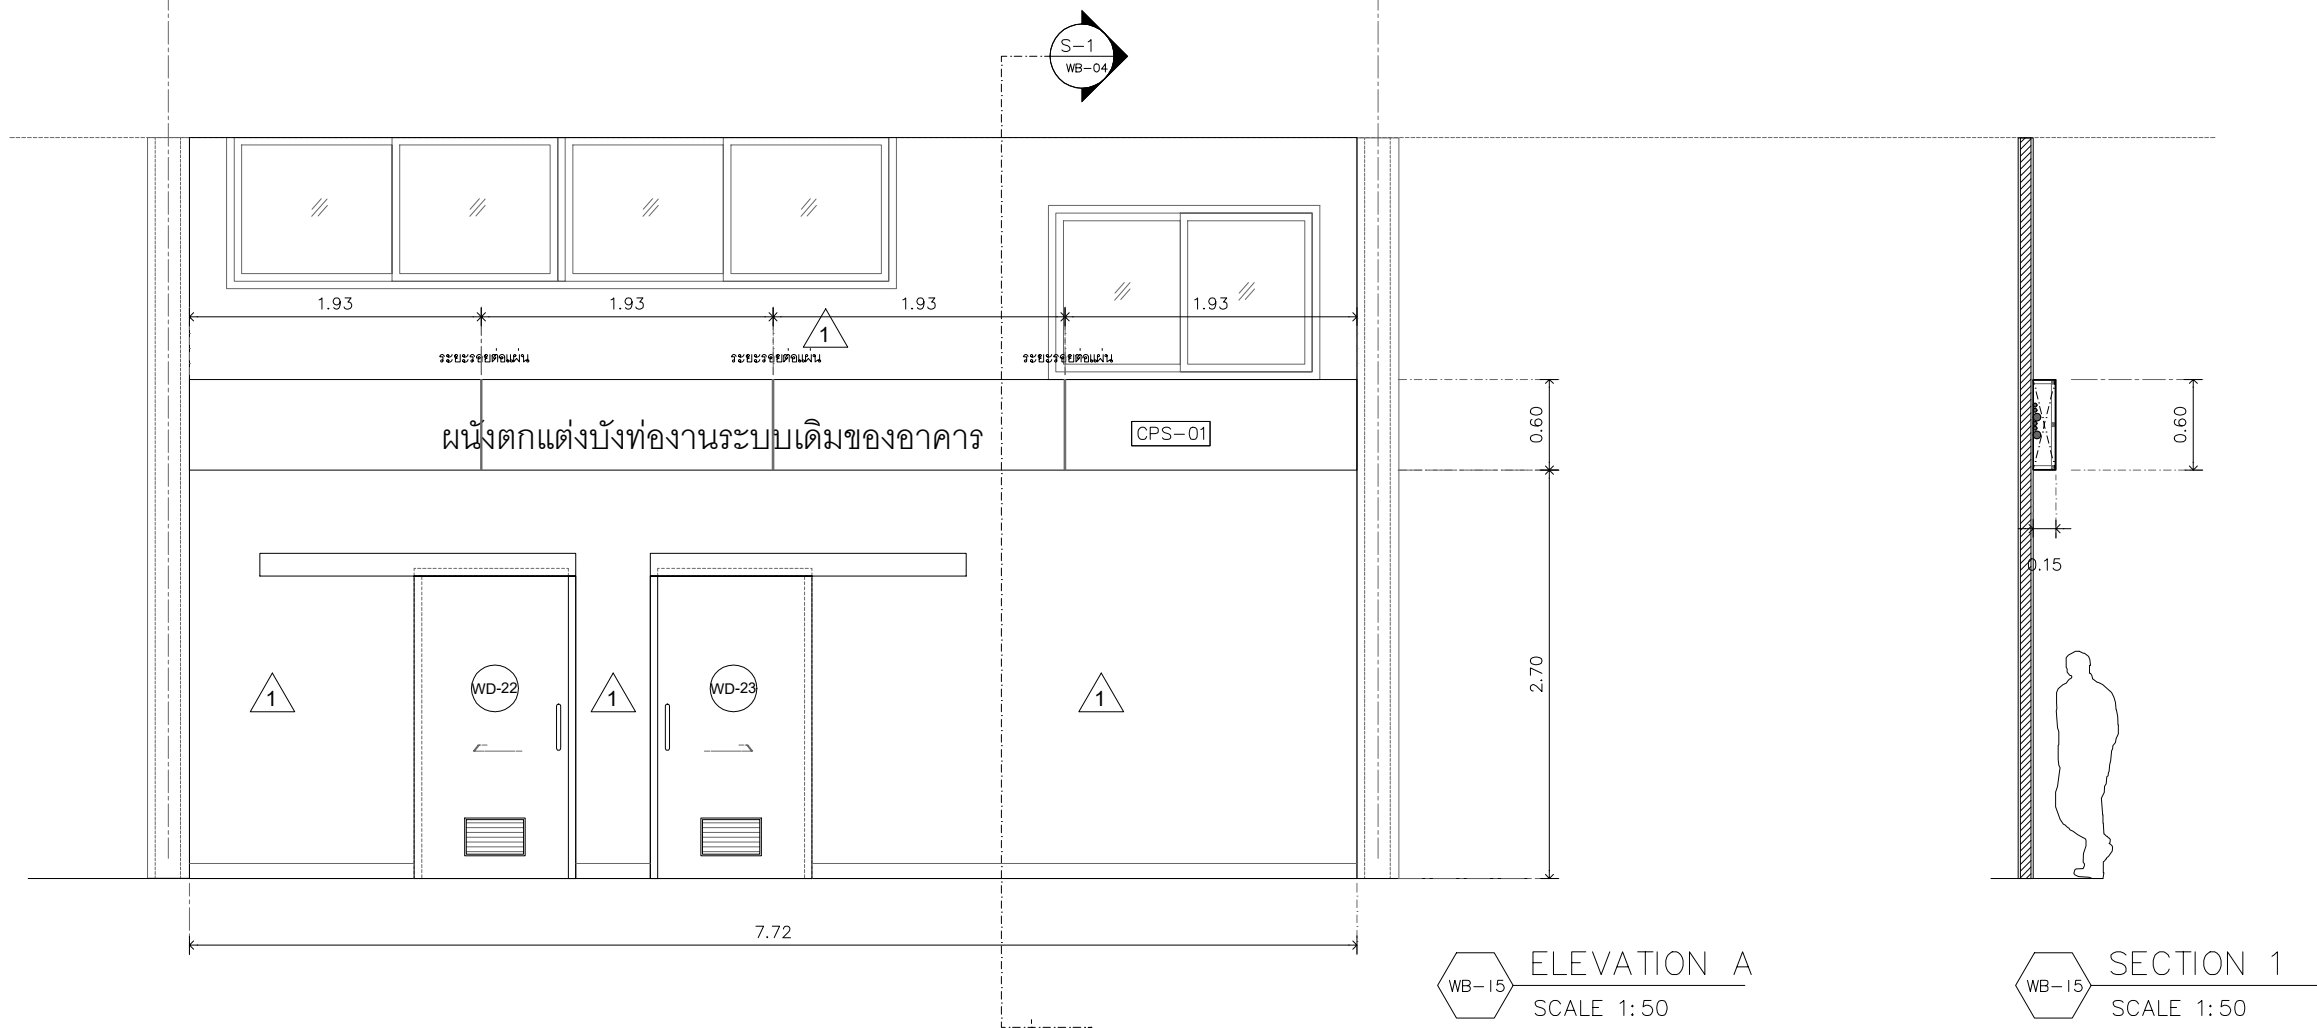 S-1
WB-04
1.93 1.93 1.93 1.93
1
ระยะรอยต่อแผ่น ระยะรอยต่อแผ่น ระยะรอยต่อแผ่น
ผนังตกแต่งบังท่องานระบบเดิมของอาคาร
CPS-01
0.60
0.60
0.15
2.70
WD-22
WD-23
1
1
1
7.72
WB-15
ELEVATION A
SCALE 1:50
WB-15
SECTION 1
SCALE 1:50